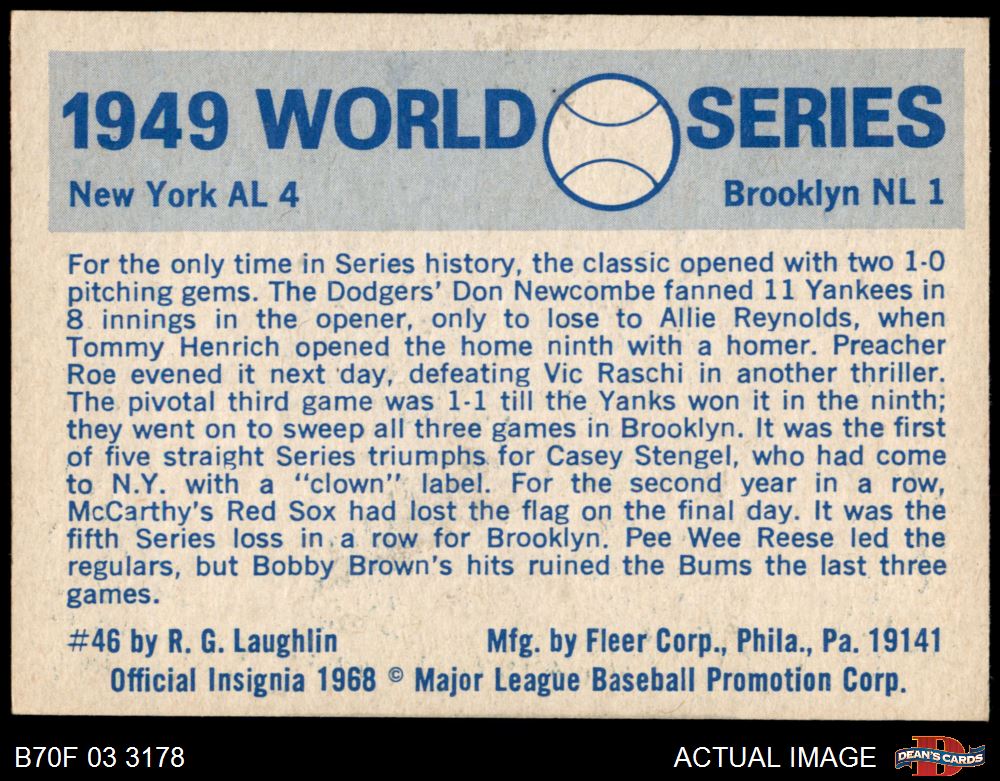 1949 WORLD SERIES
New York AL 4 Brooklyn NL 1
For the only time in Series history, the classic opened with two 1-0
pitching gems. The Dodgers' Don Newcombe fanned 11 Yankees in
8 innings in the opener, only to lose to Allie Reynolds, when
Tommy Henrich opened the home ninth with a homer. Preacher
Roe evened it next day, defeating Vic Raschi in another thriller.
The pivotal third game was 1-1 till the Yanks won it in the ninth;
they went on to sweep all three games in Brooklyn. It was the first
of five straight Series triumphs for Casey Stengel, who had come
to N.Y. with a "clown" label. For the second year in a row,
McCarthy's Red Sox had lost the flag on the final day. It was the
fifth Series loss in a row for Brooklyn. Pee Wee Reese led the
regulars, but Bobby Brown's hits ruined the Bums the last three
games.
#46 by R. G. Laughlin Mfg. by Fleer Corp., Phila., Pa. 19141
Official Insignia 1968 © Major League Baseball Promotion Corp.
B70F 03 3178 ACTUAL IMAGE D DEAN'S CARDS